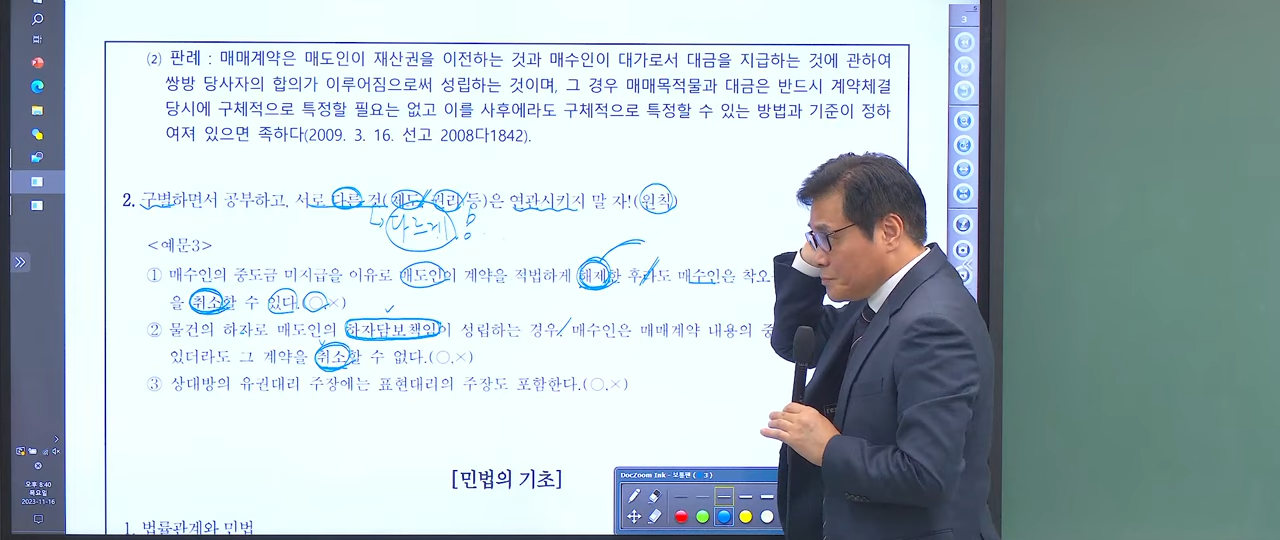 (2) 판례 : 매매계약은 매도인이 재산권을 이전하는 것과 매수인이 대가로서 대금을 지급하는 것에 관하여
쌍방 당사자의 합의가 이루어짐으로써 성립하는 것이며, 그 경우 매매목적물과 대금은 반드시 계약체결
당시에 구체적으로 특정할 필요는 없고 이를 사후에라도 구체적으로 특정할 수 있는 방법과 기준이 정하
여져 있으면 족하다(2009. 3. 16. 선고 2008다1842).
2. 구별하면서 공부하고, 서로 다른 것(제도, 권리 등)은 연관시키지 말 자!(원칙)
다르게!
<예문3>
① 매수인의 중도금 미지급을 이유로 매도인이 계약을 적법하게 해제한 후라도 매수인은 착오
을 취소할 수 있다.(○,×)
② 물건의 하자로 매도인의 하자담보책임이 성립하는 경우, 매수인은 매매계약 내용의 중
있더라도 그 계약을 취소할 수 없다.(○,×)
③ 상대방의 유권대리 주장에는 표현대리의 주장도 포함한다.(○,×)
[민법의 기초]
1. 법률관계와 민법
DocZoom Ink - 보통펜 ( 3 )
오후 8:40
목요일
2023-11-16
3